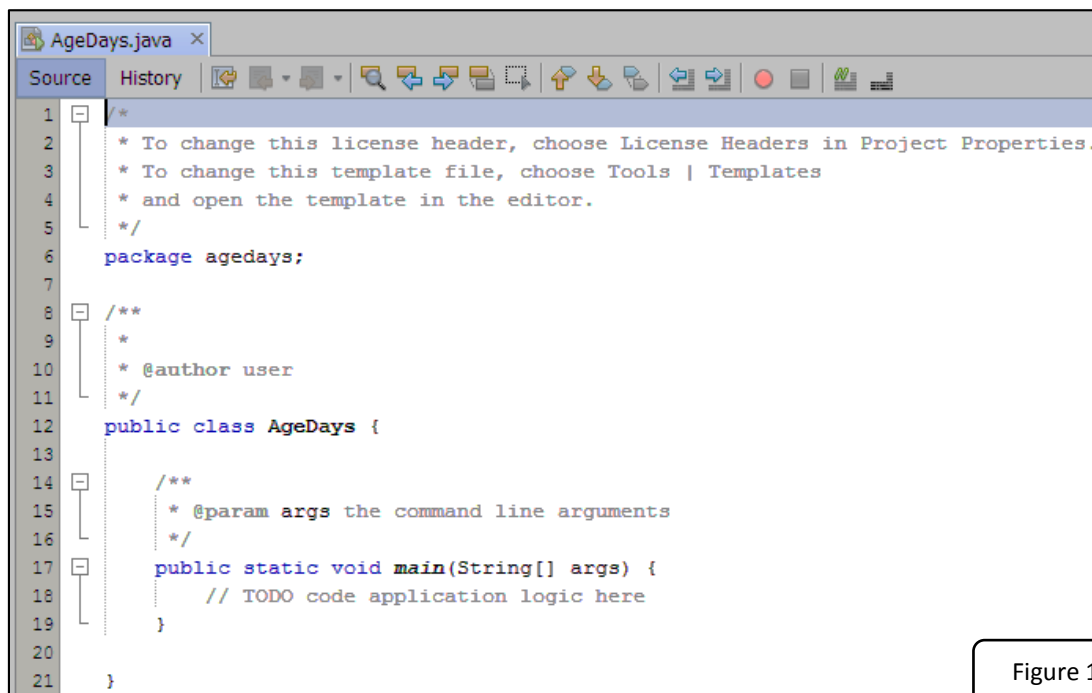 AgeDays.java
Source History
1 /*
2 * To change this license header, choose License Headers in Project Properties.
3 * To change this template file, choose Tools | Templates
4 * and open the template in the editor.
5 */
6 package agedays;
7
8 /**
9 *
10 * @author user
11 */
12 public class AgeDays {
13
14 /**
15 * @param args the command line arguments
16 */
17 public static void main(String[] args) {
18 // TODO code application logic here
19 }
20
21 }
Figure 1